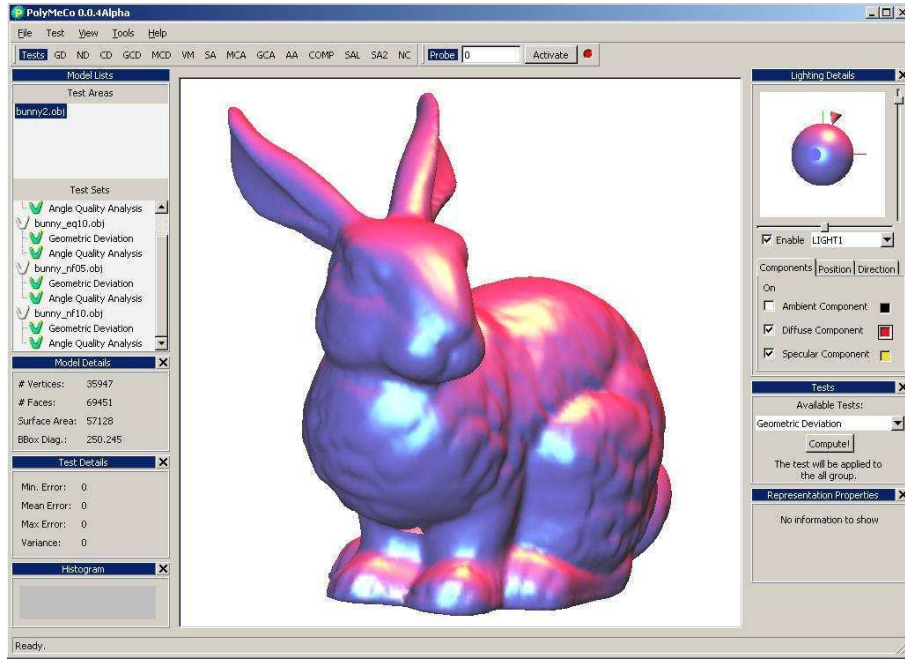 PolyMeCo 0.0.4Alpha
File Test View Tools Help
Tests GD ND CD GCD MCD VM SA MCA GCA AA COMP SAL SA2 NC Probe 0 Activate
Model Lists
Test Areas
bunny2.obj
Test Sets
Angle Quality Analysis
bunny_eq10.obj
Geometric Deviation
Angle Quality Analysis
bunny_nf05.obj
Geometric Deviation
Angle Quality Analysis
bunny_nf10.obj
Geometric Deviation
Angle Quality Analysis
Model Details
# Vertices: 35947
# Faces: 69451
Surface Area: 57128
BBox Diag.: 250.245
Test Details
Min. Error: 0
Mean Error: 0
Max Error: 0
Variance: 0
Histogram
Lighting Details
Enable LIGHT1
Components Position Direction
On
Ambient Component
Diffuse Component
Specular Component
Tests
Available Tests:
Geometric Deviation
Compute!
The test will be applied to
the all group.
Representation Properties
No information to show
Ready.